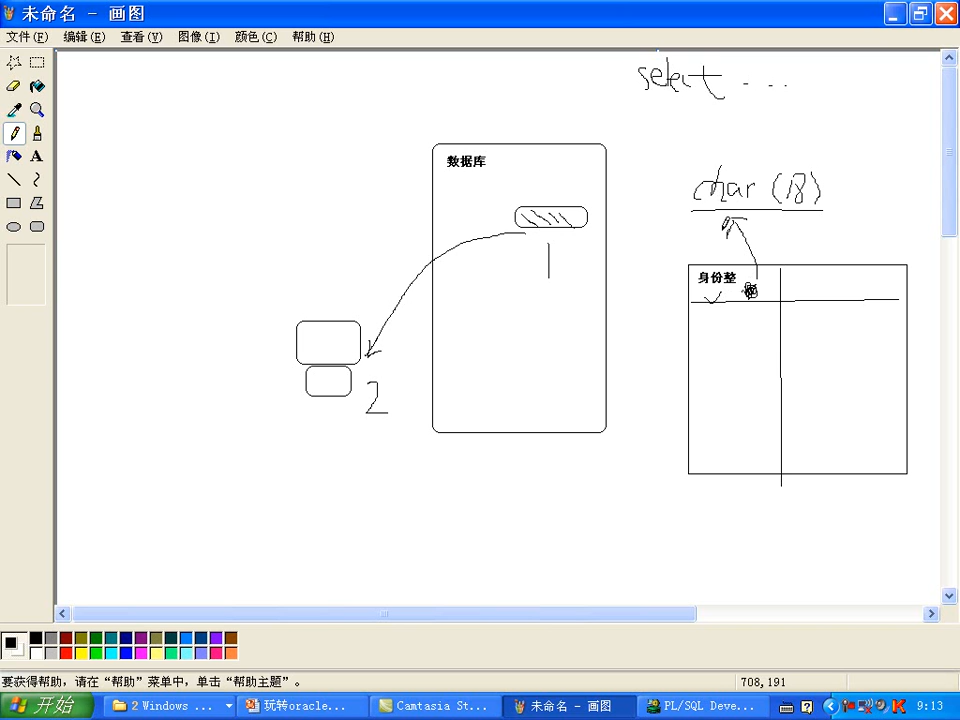 未命名 - 画图
文件(F) 编辑(E) 查看(V) 图像(I) 颜色(C) 帮助(H)
select ...
数据库
char (18)
1
身份整
2
要获得帮助，请在“帮助”菜单中，单击“帮助主题”。 708,191
开始 2 Windows ... 玩转oracle... Camtasia St... 未命名 - 画图 PL/SQL Deve... 9:13